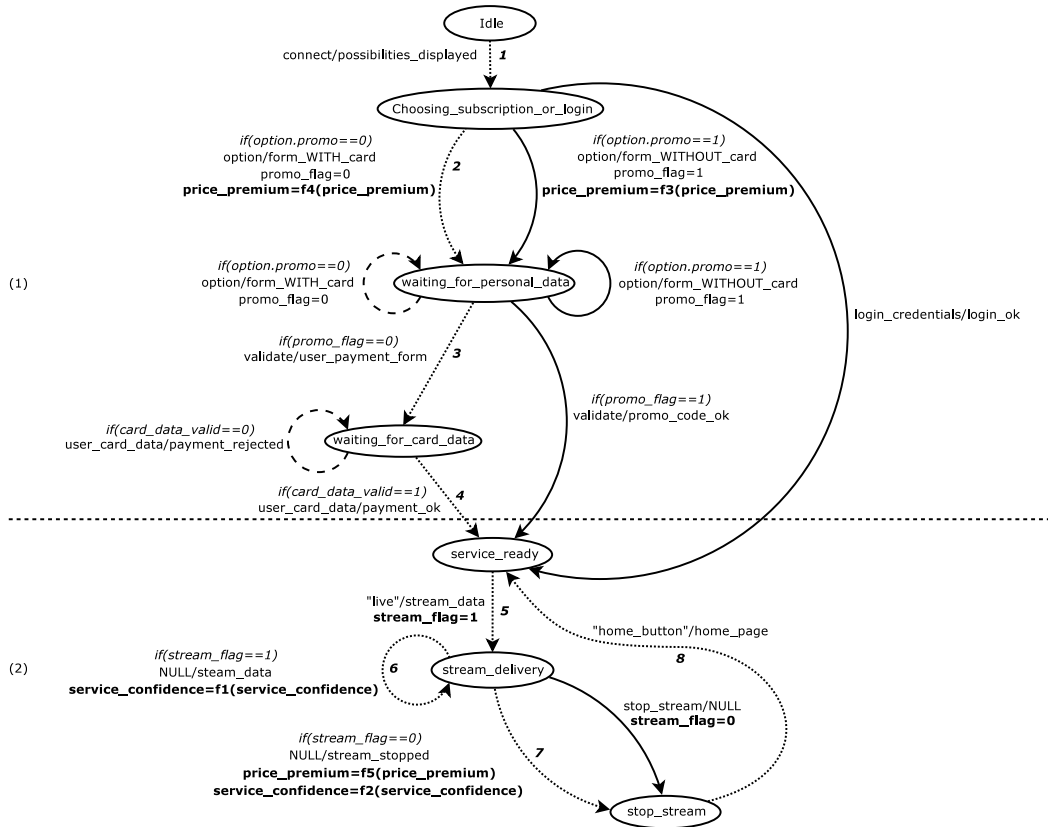 Idle
connect/possibilities_displayed
1
Choosing_subscription_or_login
if(option.promo==0)
option/form_WITH_card
promo_flag=0
price_premium=f4(price_premium)
2
if(option.promo==1)
option/form_WITHOUT_card
promo_flag=1
price_premium=f3(price_premium)
(1)
if(option.promo==0)
option/form_WITH_card
promo_flag=0
waiting_for_personal_data
if(option.promo==1)
option/form_WITHOUT_card
promo_flag=1
login_credentials/login_ok
if(promo_flag==0)
validate/user_payment_form
3
if(promo_flag==1)
validate/promo_code_ok
if(card_data_valid==0)
user_card_data/payment_rejected
waiting_for_card_data
if(card_data_valid==1)
user_card_data/payment_ok
4
service_ready
"live"/stream_data
stream_flag=1
5
"home_button"/home_page
8
(2)
if(stream_flag==1)
NULL/steam_data
service_confidence=f1(service_confidence)
6
stream_delivery
stop_stream/NULL
stream_flag=0
if(stream_flag==0)
NULL/stream_stopped
price_premium=f5(price_premium)
service_confidence=f2(service_confidence)
7
stop_stream